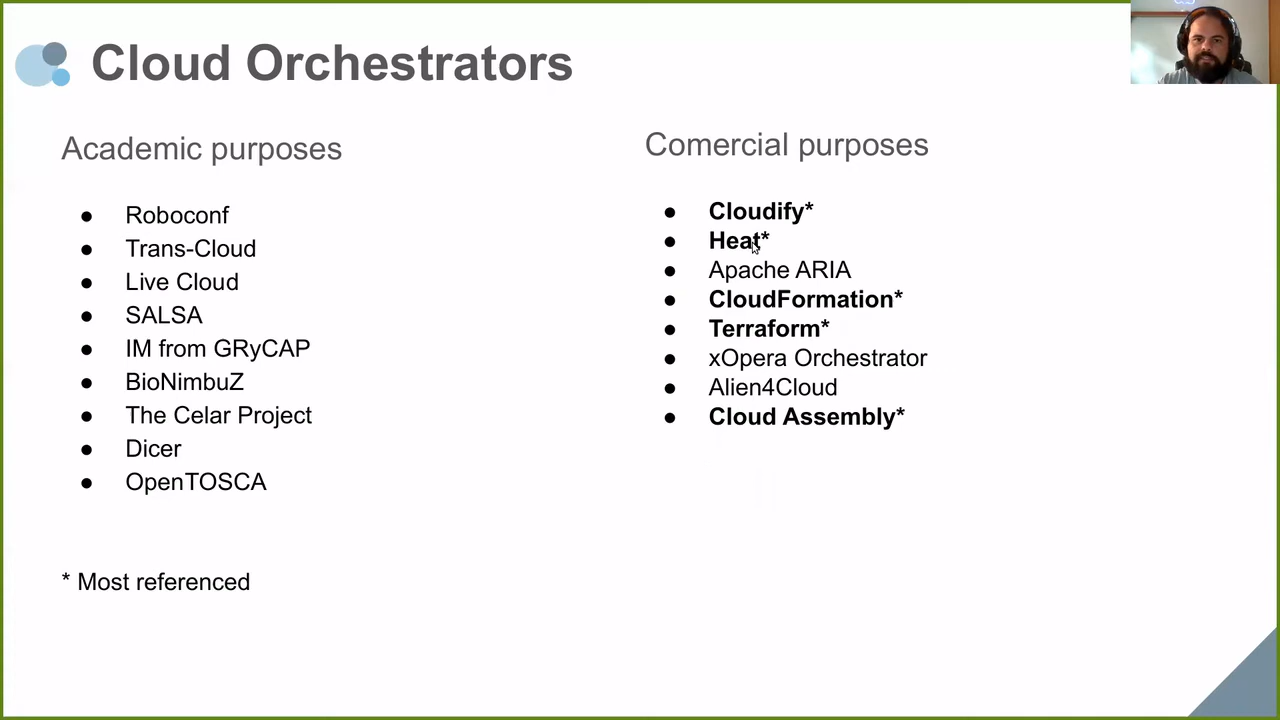 Cloud Orchestrators
Academic purposes
Roboconf
Trans-Cloud
Live Cloud
SALSA
IM from GRyCAP
BioNimbuZ
The Celar Project
Dicer
OpenTOSCA
* Most referenced
Comercial purposes
Cloudify*
Heat*
Apache ARIA
CloudFormation*
Terraform*
xOpera Orchestrator
Alien4Cloud
Cloud Assembly*